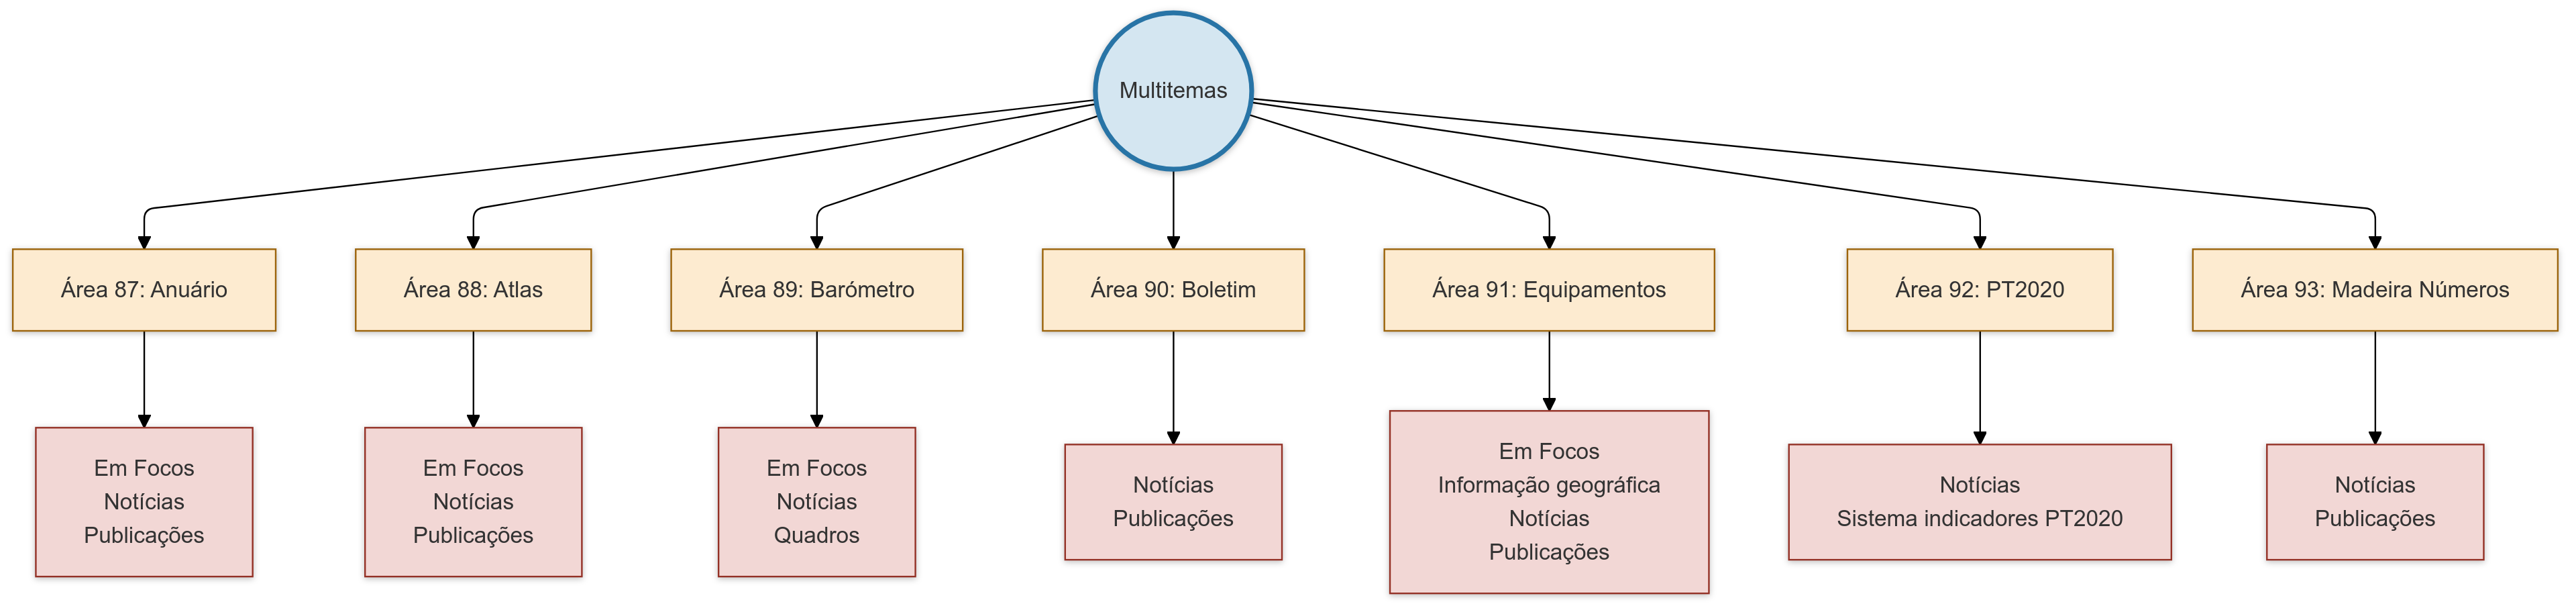 Multitemas
Área 87: Anuário
Área 88: Atlas
Área 89: Barómetro
Área 90: Boletim
Área 91: Equipamentos
Área 92: PT2020
Área 93: Madeira Números
Em Focos
Notícias
Publicações
Em Focos
Notícias
Publicações
Em Focos
Notícias
Quadros
Notícias
Publicações
Em Focos
Informação geográfica
Notícias
Publicações
Notícias
Sistema indicadores PT2020
Notícias
Publicações